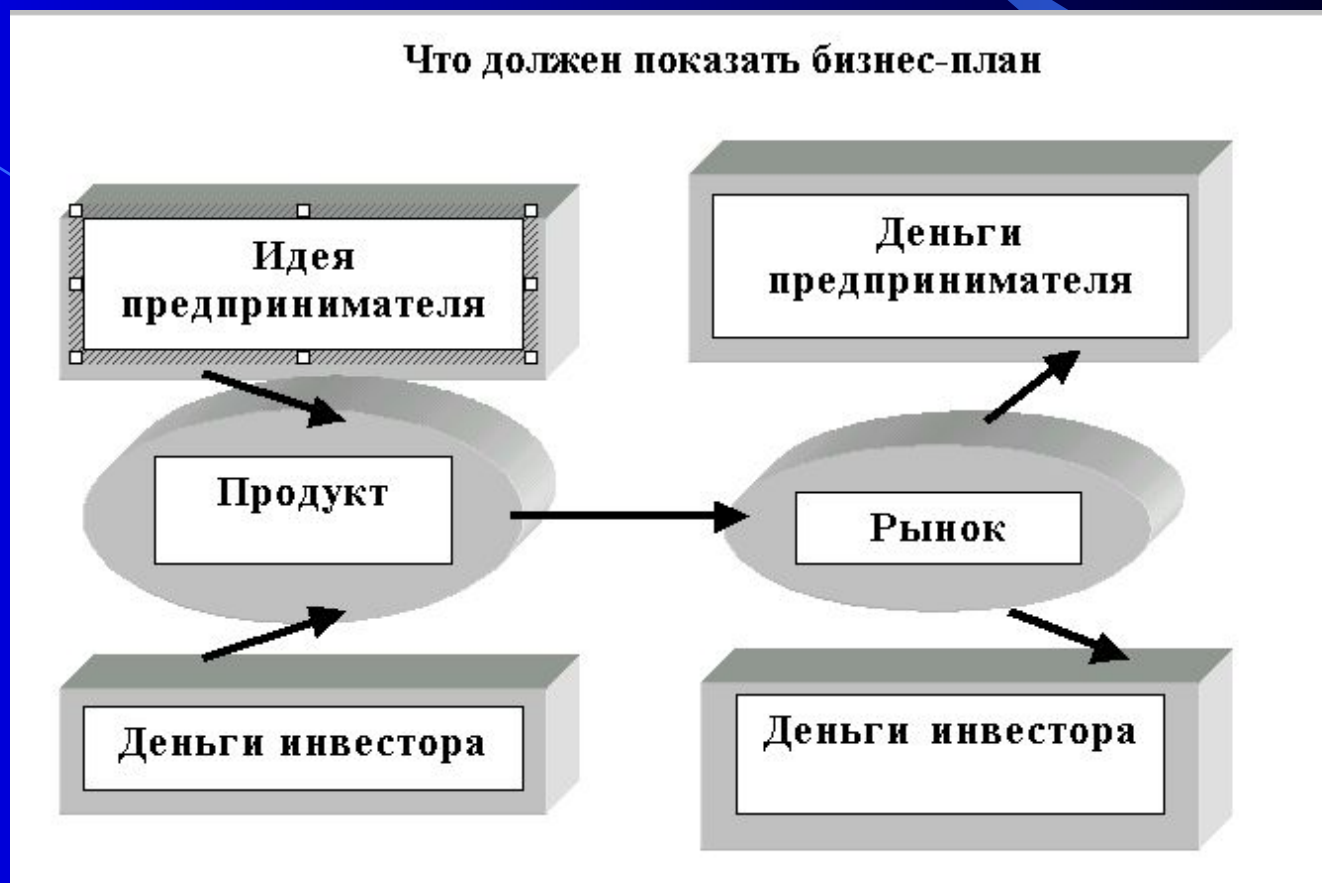 Что должен показать бизнес-план
Идея
предпринимателя
Деньги
предпринимателя
Продукт
Рынок
Деньги инвестора
Деньги инвестора